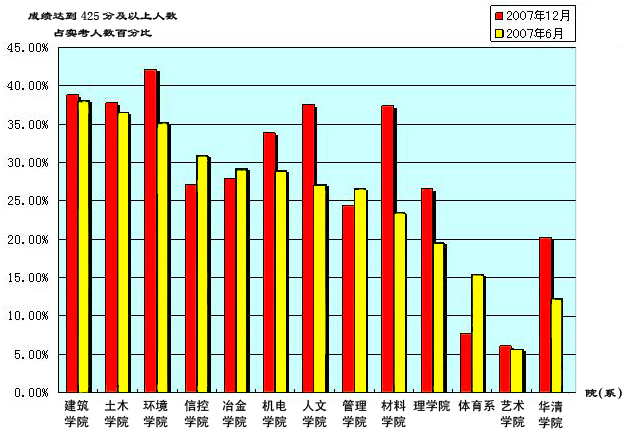 成绩达到425分及以上人数
占实考人数百分比
2007年12月
2007年6月
45.00%
40.00%
35.00%
30.00%
25.00%
20.00%
15.00%
10.00%
5.00%
0.00%
建筑学院
土木学院
环境学院
信控学院
冶金学院
机电学院
人文学院
管理学院
材料学院
理学院
体育系
艺术学院
华清学院
院(系)